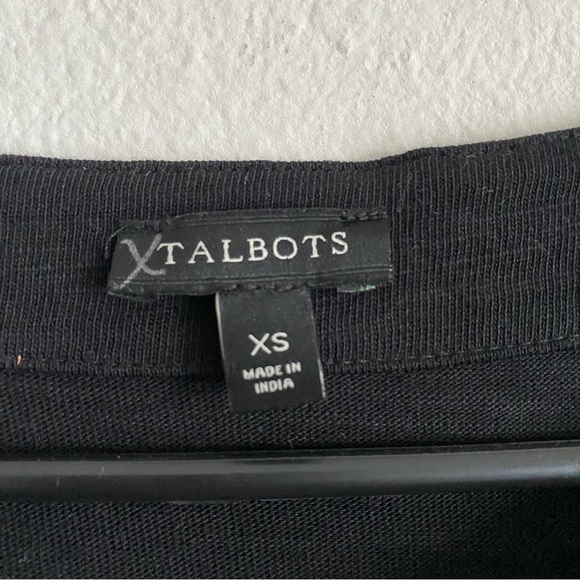 X TALBOTS
XS
MADE IN
INDIA